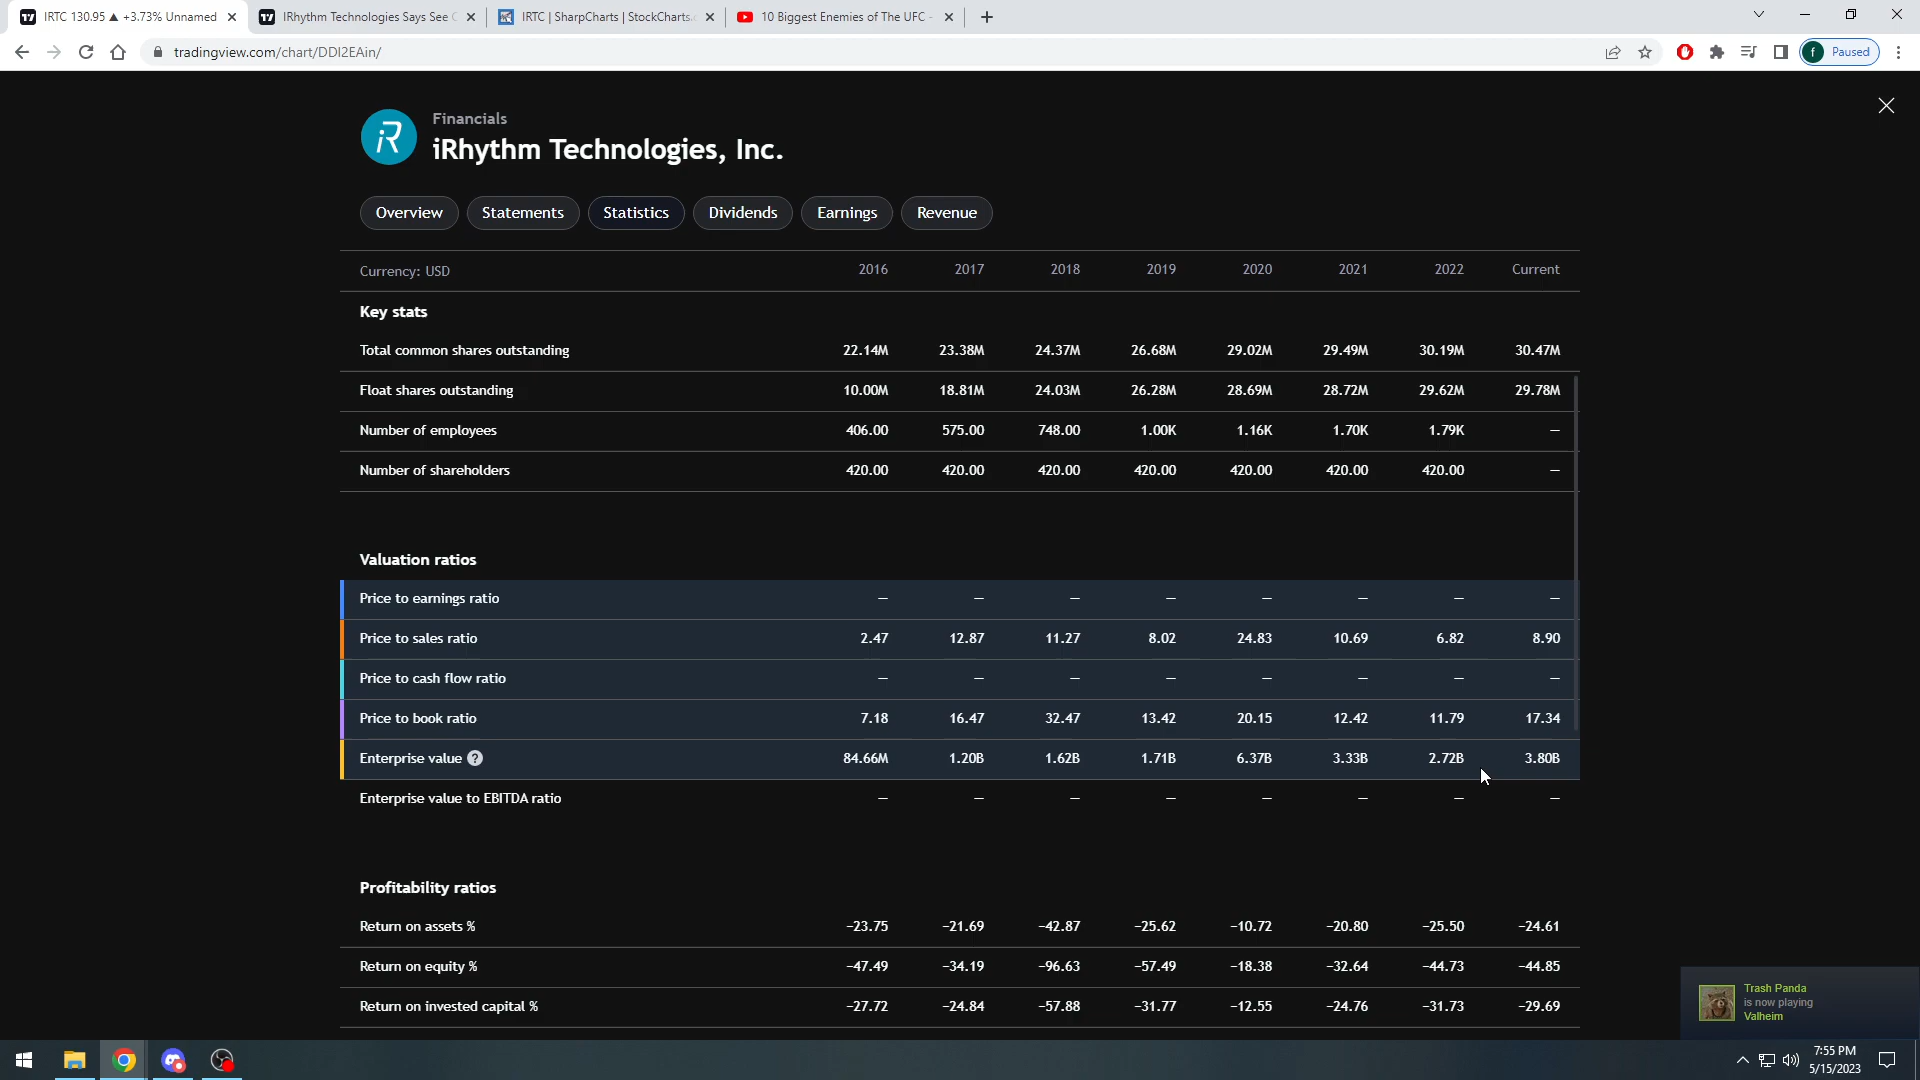 IRTC 130.95 ▲ +3.73% Unnamed
IRhythm Technologies Says See C
IRTC | SharpCharts | StockCharts.c
10 Biggest Enemies of The UFC -
tradingview.com/chart/DDI2EAin/
f Paused
iR
Financials
iRhythm Technologies, Inc.
Overview Statements Statistics Dividends Earnings Revenue
Currency: USD 2016 2017 2018 2019 2020 2021 2022 Current
Key stats
Total common shares outstanding 22.14M 23.38M 24.37M 26.68M 29.02M 29.49M 30.19M 30.47M
Float shares outstanding 10.00M 18.81M 24.03M 26.28M 28.69M 28.72M 29.62M 29.78M
Number of employees 406.00 575.00 748.00 1.00K 1.16K 1.70K 1.79K —
Number of shareholders 420.00 420.00 420.00 420.00 420.00 420.00 420.00 —
Valuation ratios
Price to earnings ratio — — — — — — — —
Price to sales ratio 2.47 12.87 11.27 8.02 24.83 10.69 6.82 8.90
Price to cash flow ratio — — — — — — — —
Price to book ratio 7.18 16.47 32.47 13.42 20.15 12.42 11.79 17.34
Enterprise value ? 84.66M 1.20B 1.62B 1.71B 6.37B 3.33B 2.72B 3.80B
Enterprise value to EBITDA ratio — — — — — — — —
Profitability ratios
Return on assets % −23.75 −21.69 −42.87 −25.62 −10.72 −20.80 −25.50 −24.61
Return on equity % −47.49 −34.19 −96.63 −57.49 −18.38 −32.64 −44.73 −44.85
Return on invested capital % −27.72 −24.84 −57.88 −31.77 −12.55 −24.76 −31.73 −29.69
Trash Panda
is now playing
Valheim
7:55 PM
5/15/2023